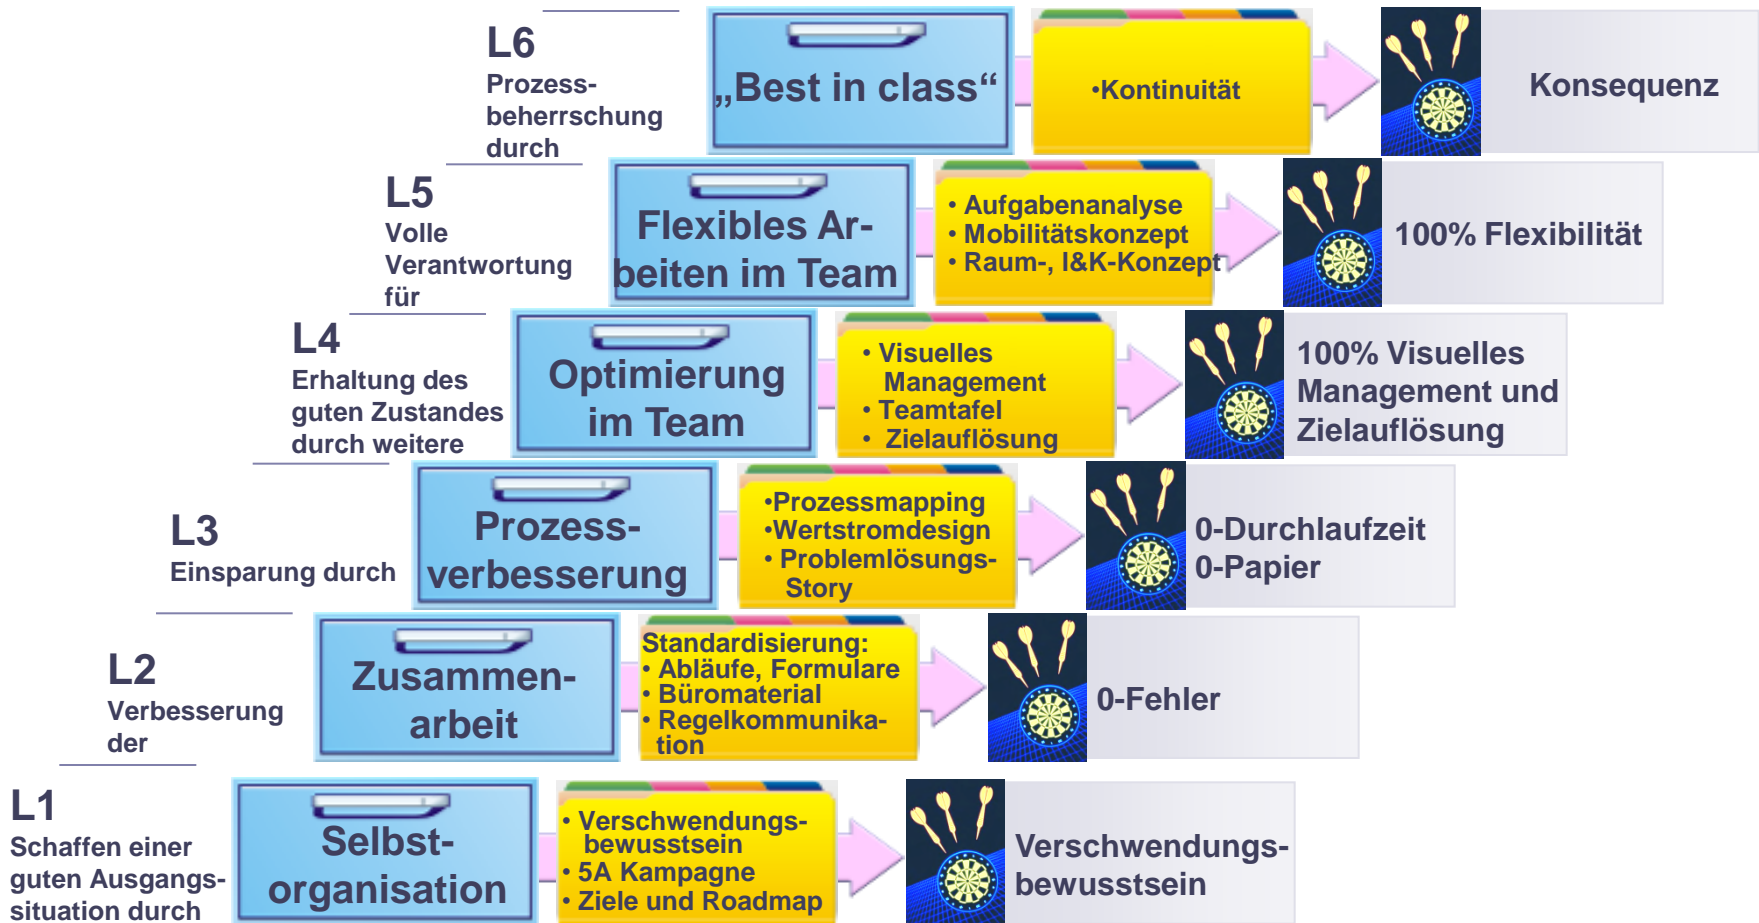 L6
Prozess-
beherrschung
durch
„Best in class“
•Kontinuität
Konsequenz
L5
Volle
Verantwortung
für
Flexibles Ar-
beiten im Team
• Aufgabenanalyse
• Mobilitätskonzept
• Raum-, I&K-Konzept
100% Flexibilität
L4
Erhaltung des
guten Zustandes
durch weitere
Optimierung
im Team
• Visuelles
Management
• Teamtafel
• Zielauflösung
100% Visuelles
Management und
Zielauflösung
L3
Einsparung durch
Prozess-
verbesserung
•Prozessmapping
•Wertstromdesign
• Problemlösungs-
Story
0-Durchlaufzeit
0-Papier
L2
Verbesserung
der
Zusammen-
arbeit
Standardisierung:
• Abläufe, Formulare
• Büromaterial
• Regelkommunika-
tion
0-Fehler
L1
Schaffen einer
guten Ausgangs-
situation durch
Selbst-
organisation
• Verschwendungs-
bewusstsein
• 5A Kampagne
• Ziele und Roadmap
Verschwendungs-
bewusstsein